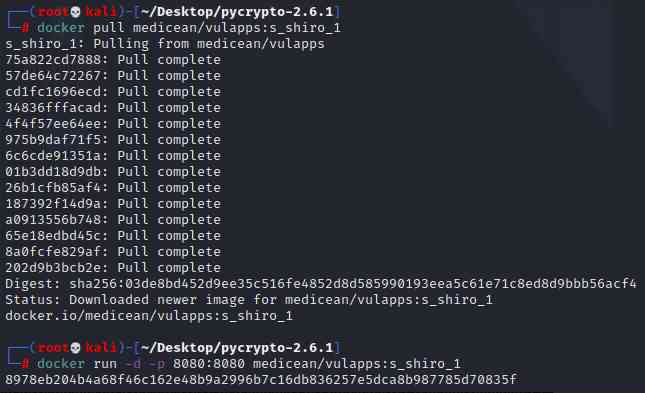 ┌──(root💀kali)-[~/Desktop/pycrypto-2.6.1]
└─# docker pull medicean/vulapps:s_shiro_1
s_shiro_1: Pulling from medicean/vulapps
75a822cd7888: Pull complete
57de64c72267: Pull complete
cd1fc1696ecd: Pull complete
34836fffacad: Pull complete
4f4f57ee64ee: Pull complete
975b9daf71f5: Pull complete
6c6cde91351a: Pull complete
01b3dd18d9db: Pull complete
26b1cfb85af4: Pull complete
187392f14d9a: Pull complete
a0913556b748: Pull complete
65e18edbd45c: Pull complete
8a0fcfe829af: Pull complete
202d9b3bcb2e: Pull complete
Digest: sha256:03de8bd452d9ee35c516fe4852d8d585990193eea5c61e71c8ed8d9bbb56acf4
Status: Downloaded newer image for medicean/vulapps:s_shiro_1
docker.io/medicean/vulapps:s_shiro_1
┌──(root💀kali)-[~/Desktop/pycrypto-2.6.1]
└─# docker run -d -p 8080:8080 medicean/vulapps:s_shiro_1
8978eb204b4a68f46c162e48b9a2996b7c16db836257e5dca8b987785d70835f